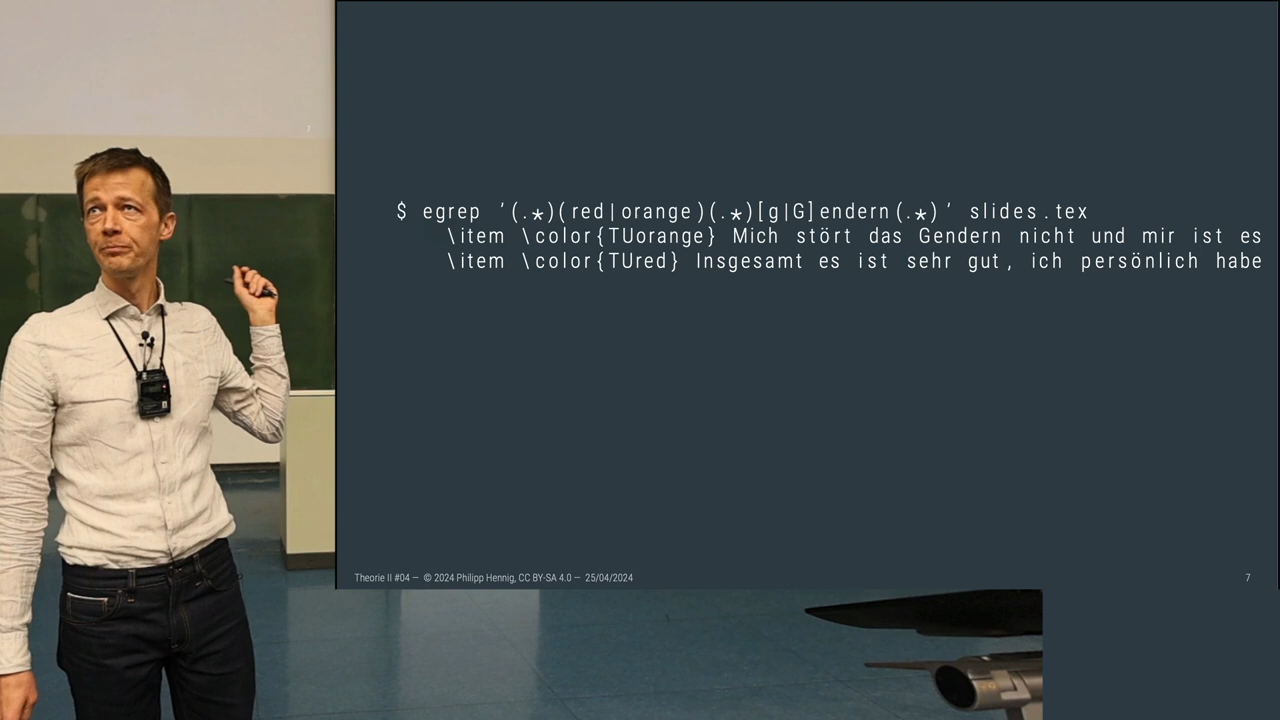 $ egrep '(.*)(red|orange)(.*)[g|G]endern(.*)' slides.tex
\item \color{TUorange} Mich stört das Gendern nicht und mir ist es
\item \color{TUred} Insgesamt es ist sehr gut, ich persönlich habe
Theorie II #04 — © 2024 Philipp Hennig, CC BY-SA 4.0 — 25/04/2024
7